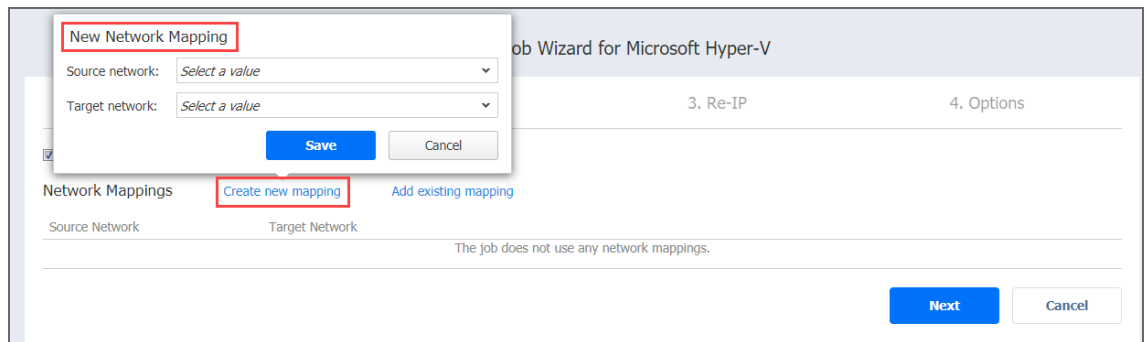 New Network Mapping
ob Wizard for Microsoft Hyper-V
Source network: Select a value
Target network: Select a value
3. Re-IP 4. Options
Save Cancel
Network Mappings Create new mapping Add existing mapping
Source Network Target Network
The job does not use any network mappings.
Next Cancel